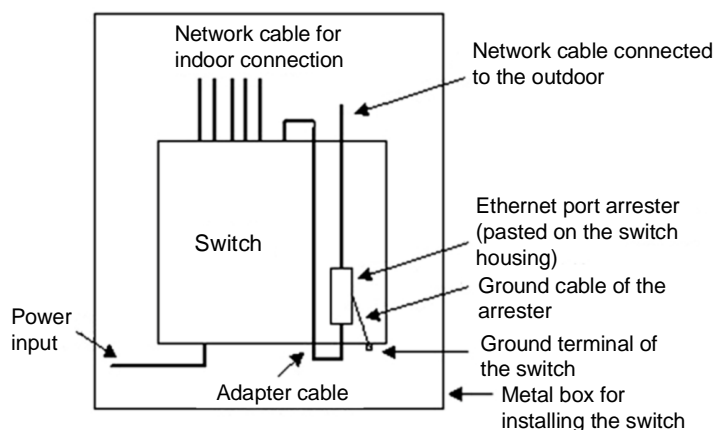 Network cable for
indoor connection
Network cable connected
to the outdoor
Ethernet port arrester
(pasted on the switch
housing)
Switch
Ground cable of the
arrester
Power
input
Ground terminal of
the switch
Adapter cable
Metal box for
installing the switch